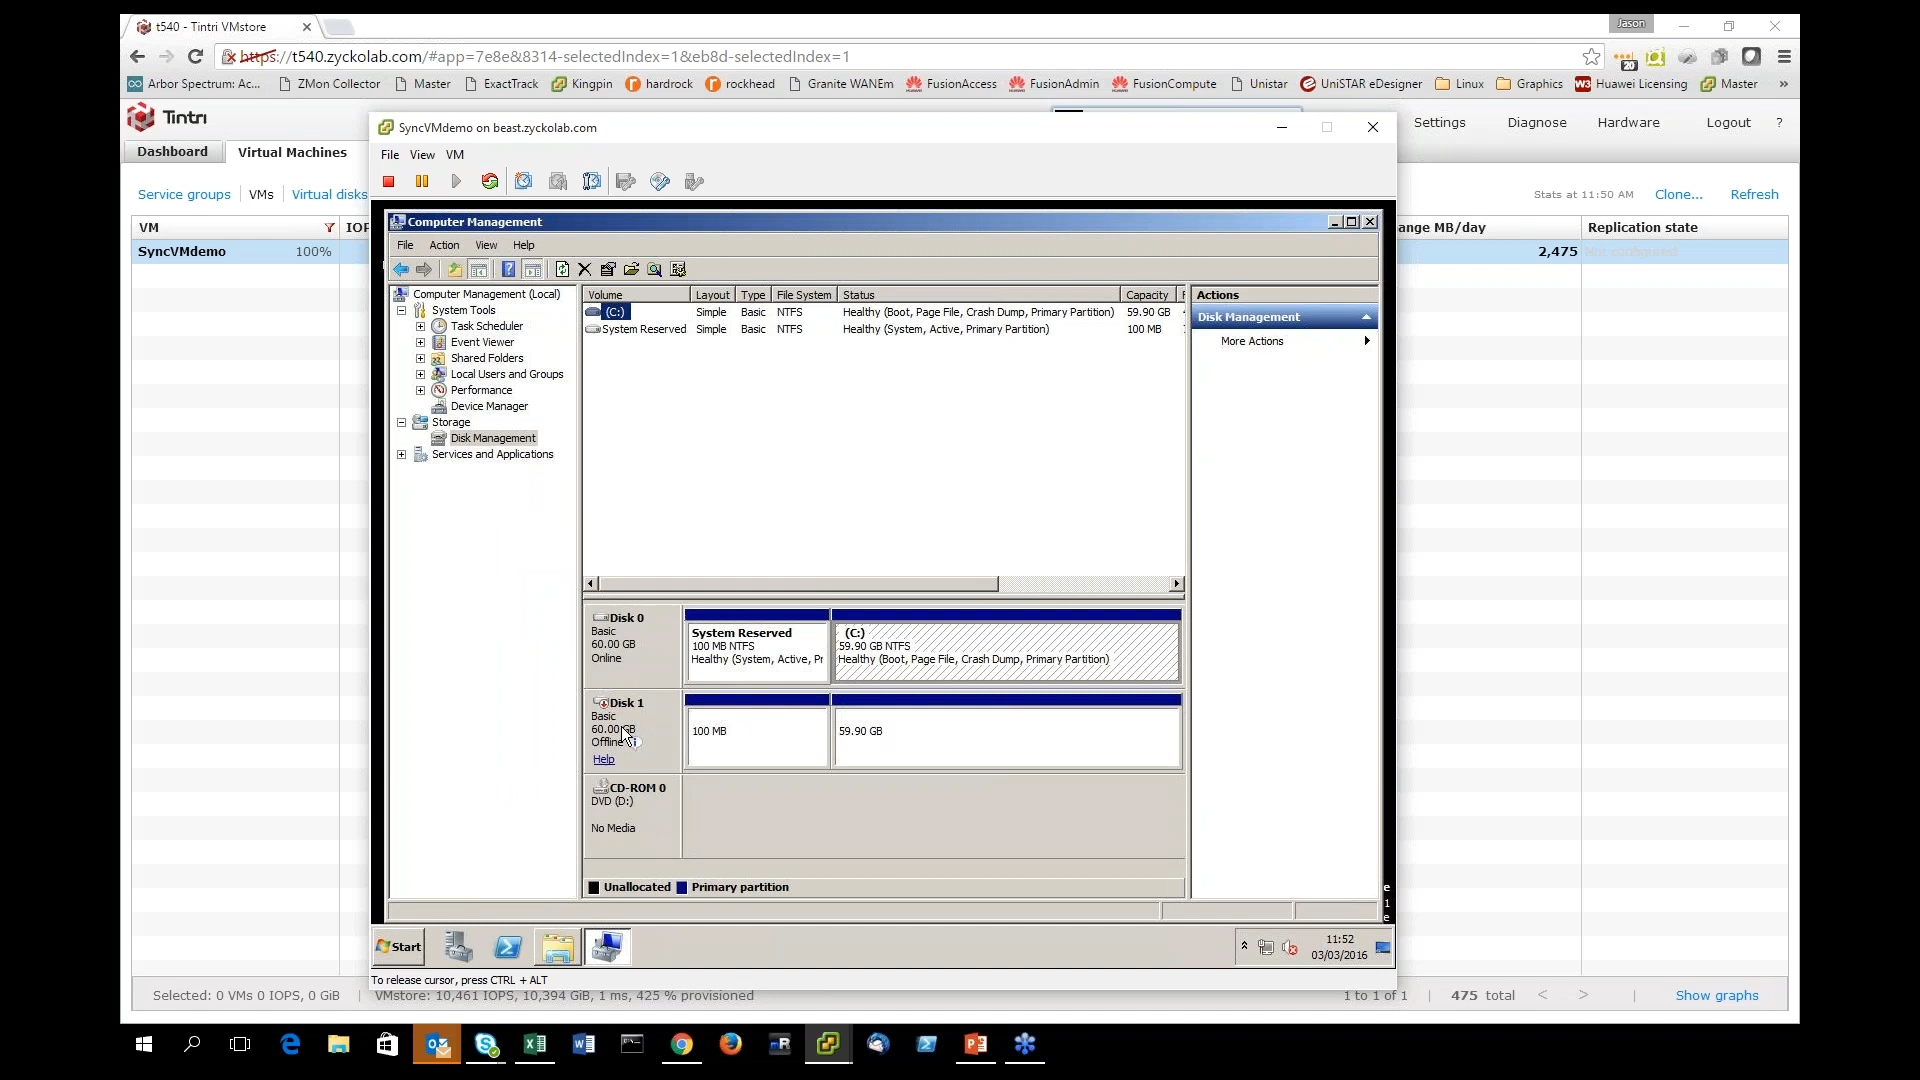 t540 - Tintri VMstore
Jason
https://t540.zyckolab.com/#app=7e8e&8314-selectedIndex=1&eb8d-selectedIndex=1
20
Arbor Spectrum: Ac... ZMon Collector Master ExactTrack Kingpin hardrock rockhead Granite WANEm FusionAccess FusionAdmin FusionCompute Unistar UniSTAR eDesigner Linux Graphics Huawei Licensing Master »
Tintri
Settings Diagnose Hardware Logout ?
Dashboard Virtual Machines
Service groups VMs Virtual disks
Stats at 11:50 AM Clone... Refresh
VM IOP
ange MB/day Replication state
SyncVMdemo 100%
2,475 Not configured
SyncVMdemo on beast.zyckolab.com
File View VM
Computer Management
File Action View Help
Computer Management (Local)
System Tools
Task Scheduler
Event Viewer
Shared Folders
Local Users and Groups
Performance
Device Manager
Storage
Disk Management
Services and Applications
Volume Layout Type File System Status Capacity F
(C:) Simple Basic NTFS Healthy (Boot, Page File, Crash Dump, Primary Partition) 59.90 GB
System Reserved Simple Basic NTFS Healthy (System, Active, Primary Partition) 100 MB
Actions
Disk Management
More Actions
Disk 0
Basic
60.00 GB
Online
System Reserved
100 MB NTFS
Healthy (System, Active, Pr
(C:)
59.90 GB NTFS
Healthy (Boot, Page File, Crash Dump, Primary Partition)
Disk 1
Basic
60.00 GB
Offline
Help
100 MB
59.90 GB
CD-ROM 0
DVD (D:)
No Media
Unallocated Primary partition
e
1
e
Start
11:52
03/03/2016
To release cursor, press CTRL + ALT
Selected: 0 VMs 0 IOPS, 0 GiB | VMstore: 10,461 IOPS, 10,394 GiB, 1 ms, 425 % provisioned
1 to 1 of 1 | 475 total < > | Show graphs